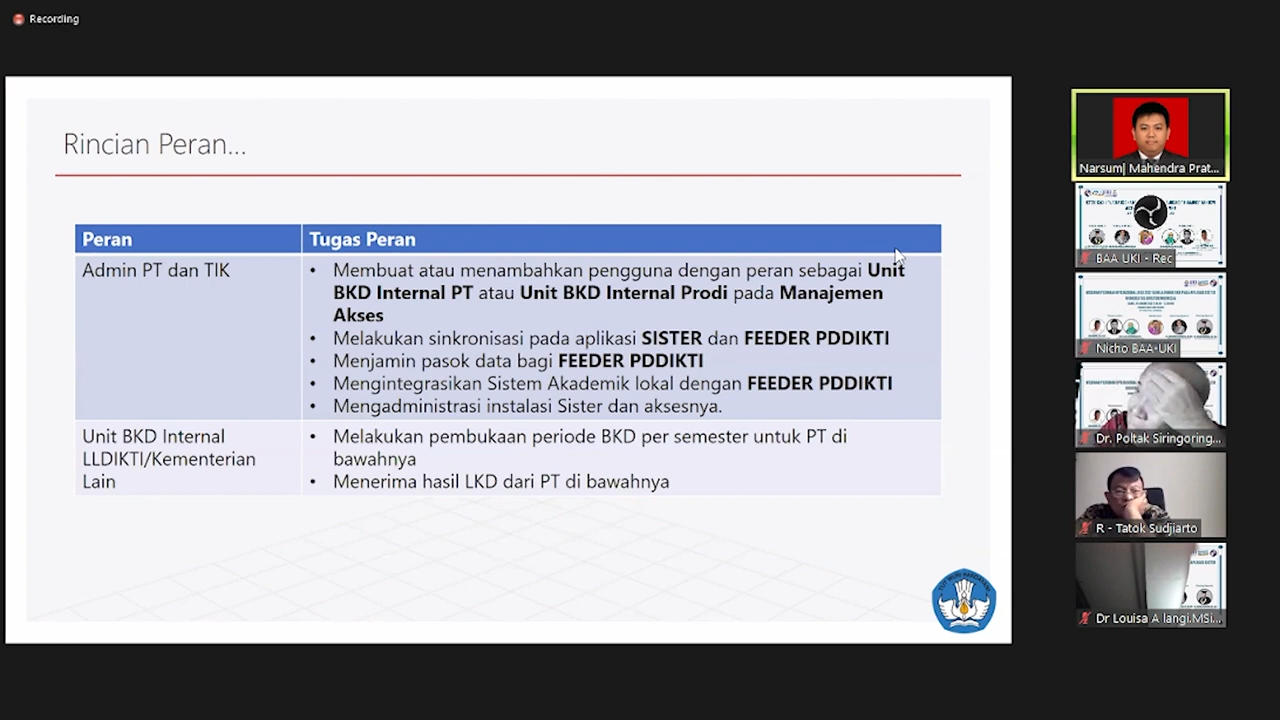 Recording
Rincian Peran...
Peran
Tugas Peran
Admin PT dan TIK
• Membuat atau menambahkan pengguna dengan peran sebagai Unit
BKD Internal PT atau Unit BKD Internal Prodi pada Manajemen
Akses
• Melakukan sinkronisasi pada aplikasi SISTER dan FEEDER PDDIKTI
• Menjamin pasok data bagi FEEDER PDDIKTI
• Mengintegrasikan Sistem Akademik lokal dengan FEEDER PDDIKTI
• Mengadministrasi instalasi Sister dan aksesnya.
Unit BKD Internal
LLDIKTI/Kementerian
Lain
• Melakukan pembukaan periode BKD per semester untuk PT di
bawahnya
• Menerima hasil LKD dari PT di bawahnya
Narsum| Mahendra Prat...
BAA UKI - Rec
Nicho BAA-UKI
Dr. Poltak Siringoring...
R - Tatok Sudjiarto
Dr Louisa A langi.MSi...